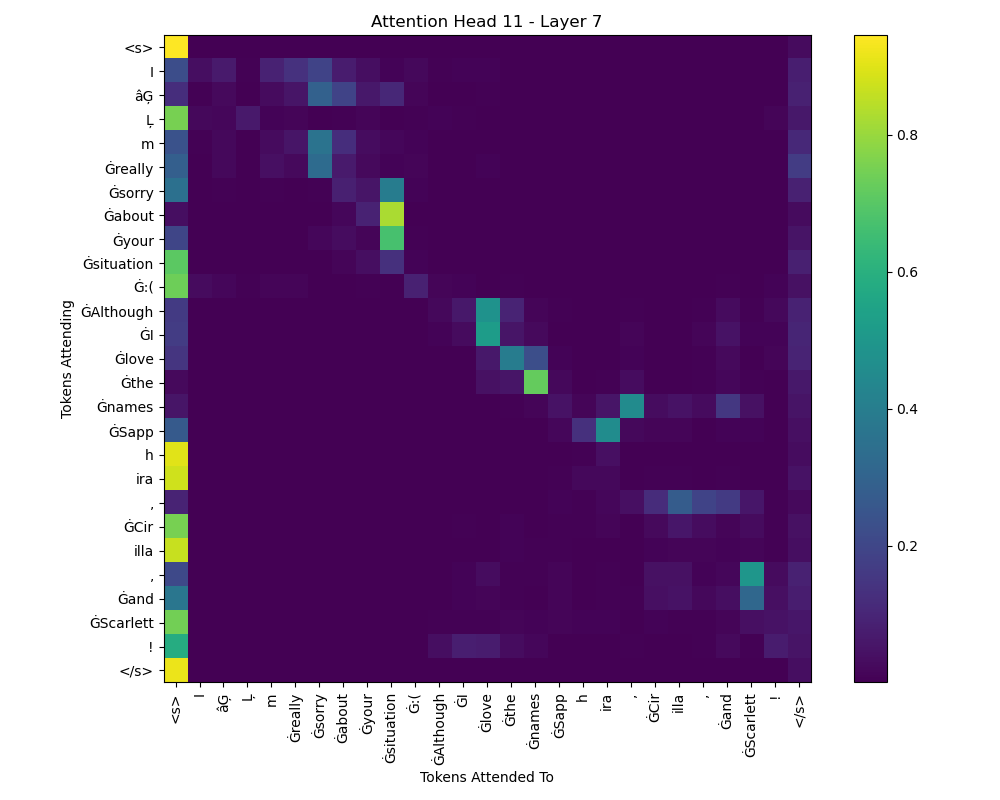 Attention Head 11 - Layer 7
Tokens Attending
<s>
I
âĢ
Ļ
m
Ġreally
Ġsorry
Ġabout
Ġyour
Ġsituation
Ġ:(
ĠAlthough
ĠI
Ġlove
Ġthe
Ġnames
ĠSapp
h
ira
,
ĠCir
illa
,
Ġand
ĠScarlett
!
</s>
<s>
I
âĢ
Ļ
m
Ġreally
Ġsorry
Ġabout
Ġyour
Ġsituation
Ġ:(
ĠAlthough
ĠI
Ġlove
Ġthe
Ġnames
ĠSapp
h
ira
,
ĠCir
illa
,
Ġand
ĠScarlett
!
</s>
Tokens Attended To
0.8
0.6
0.4
0.2